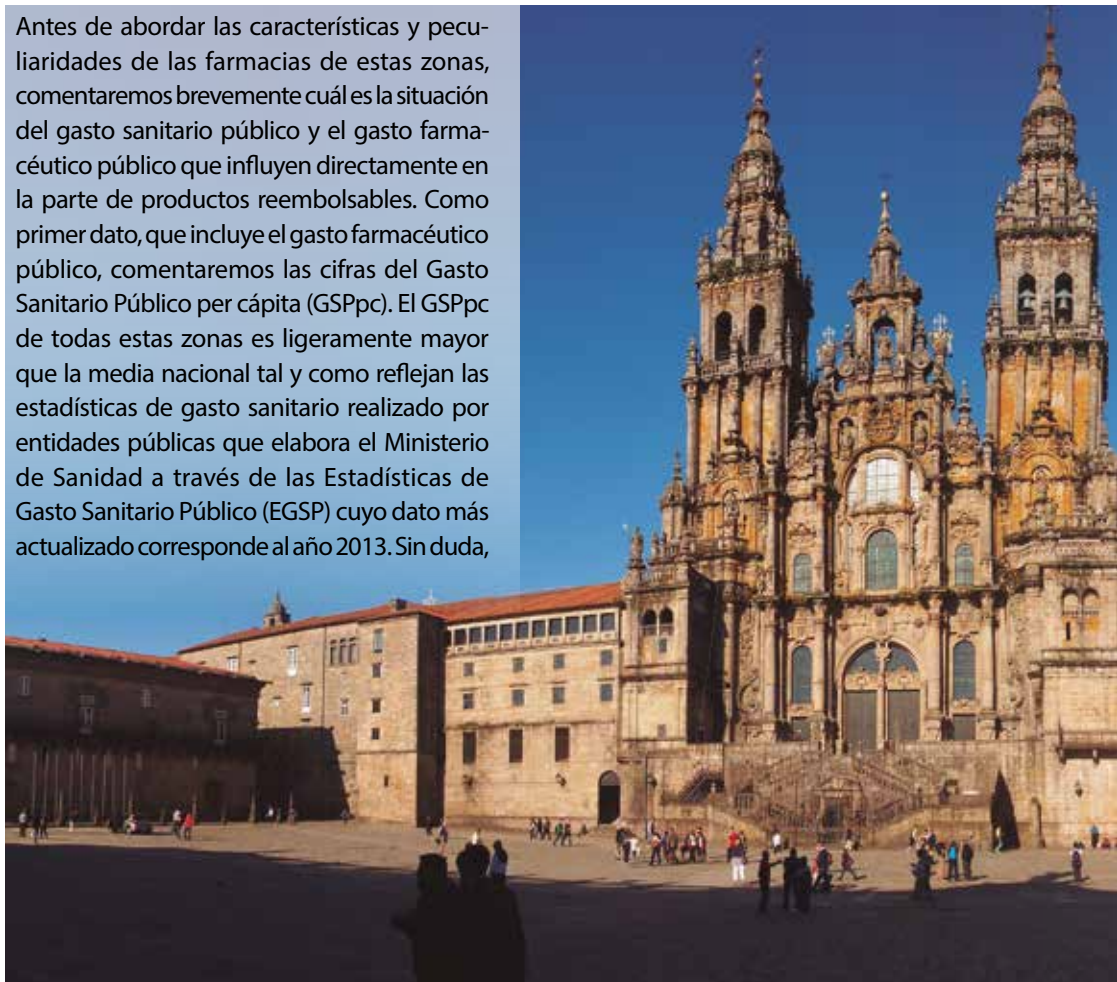 Antes de abordar las características y pecu-
liaridades de las farmacias de estas zonas,
comentaremos brevemente cuál es la situación
del gasto sanitario público y el gasto farma-
céutico público que influyen directamente en
la parte de productos reembolsables. Como
primer dato, que incluye el gasto farmacéutico
público, comentaremos las cifras del Gasto
Sanitario Público per cápita (GSPpc). El GSPpc
de todas estas zonas es ligeramente mayor
que la media nacional tal y como reflejan las
estadísticas de gasto sanitario realizado por
entidades públicas que elabora el Ministerio
de Sanidad a través de las Estadísticas de
Gasto Sanitario Público (EGSP) cuyo dato más
actualizado corresponde al año 2013. Sin duda,